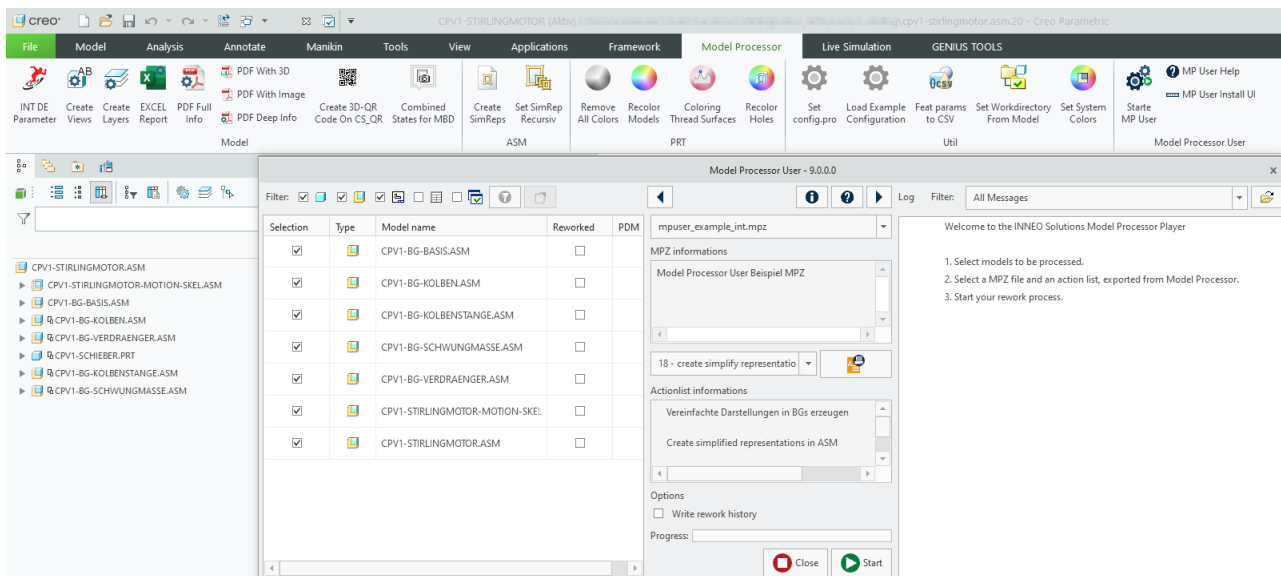 creo®
CPV1-STIRLINGMOTOR (Aktiv)
\cpv1-stirlingmotor.asm.20 - Creo Parametric
File Model Analysis Annotate Manikin Tools View Applications Framework Model Processor Live Simulation GENIUS TOOLS
INT DE Parameter
Create Views
Create Layers
EXCEL Report
PDF Full Info
PDF With 3D
PDF With Image
PDF Deep Info
Create 3D-QR Code On CS_QR
Combined States for MBD
Create SimReps
Set SimRep Recursiv
Remove All Colors
Recolor Models
Coloring Thread Surfaces
Recolor Holes
Set config.pro
Load Example Configuration
Feat params to CSV
Set Workdirectory From Model
Set System Colors
Starte MP User
MP User Help
MP User Install UI
Model ASM PRT Util Model Processor User
Model Processor User - 9.0.0.0
Filter:
Log Filter: All Messages
Selection Type Model name Reworked PDM
CPV1-BG-BASIS.ASM
CPV1-BG-KOLBEN.ASM
CPV1-BG-KOLBENSTANGE.ASM
CPV1-BG-SCHWUNGMASSE.ASM
CPV1-BG-VERDRAENGER.ASM
CPV1-STIRLINGMOTOR-MOTION-SKEL
CPV1-STIRLINGMOTOR.ASM
CPV1-STIRLINGMOTOR.ASM
CPV1-STIRLINGMOTOR-MOTION-SKEL.ASM
CPV1-BG-BASIS.ASM
CPV1-BG-KOLBEN.ASM
CPV1-BG-VERDRAENGER.ASM
CPV1-SCHIEBER.PRT
CPV1-BG-KOLBENSTANGE.ASM
CPV1-BG-SCHWUNGMASSE.ASM
mpuser_example_int.mpz
MPZ informations
Model Processor User Beispiel MPZ
18 - create simplify representatio
Actionlist informations
Vereinfachte Darstellungen in BGs erzeugen
Create simplified representations in ASM
Options
Write rework history
Progress:
Close Start
Welcome to the INNEO Solutions Model Processor Player
1. Select models to be processed.
2. Select a MPZ file and an action list, exported from Model Processor.
3. Start your rework process.